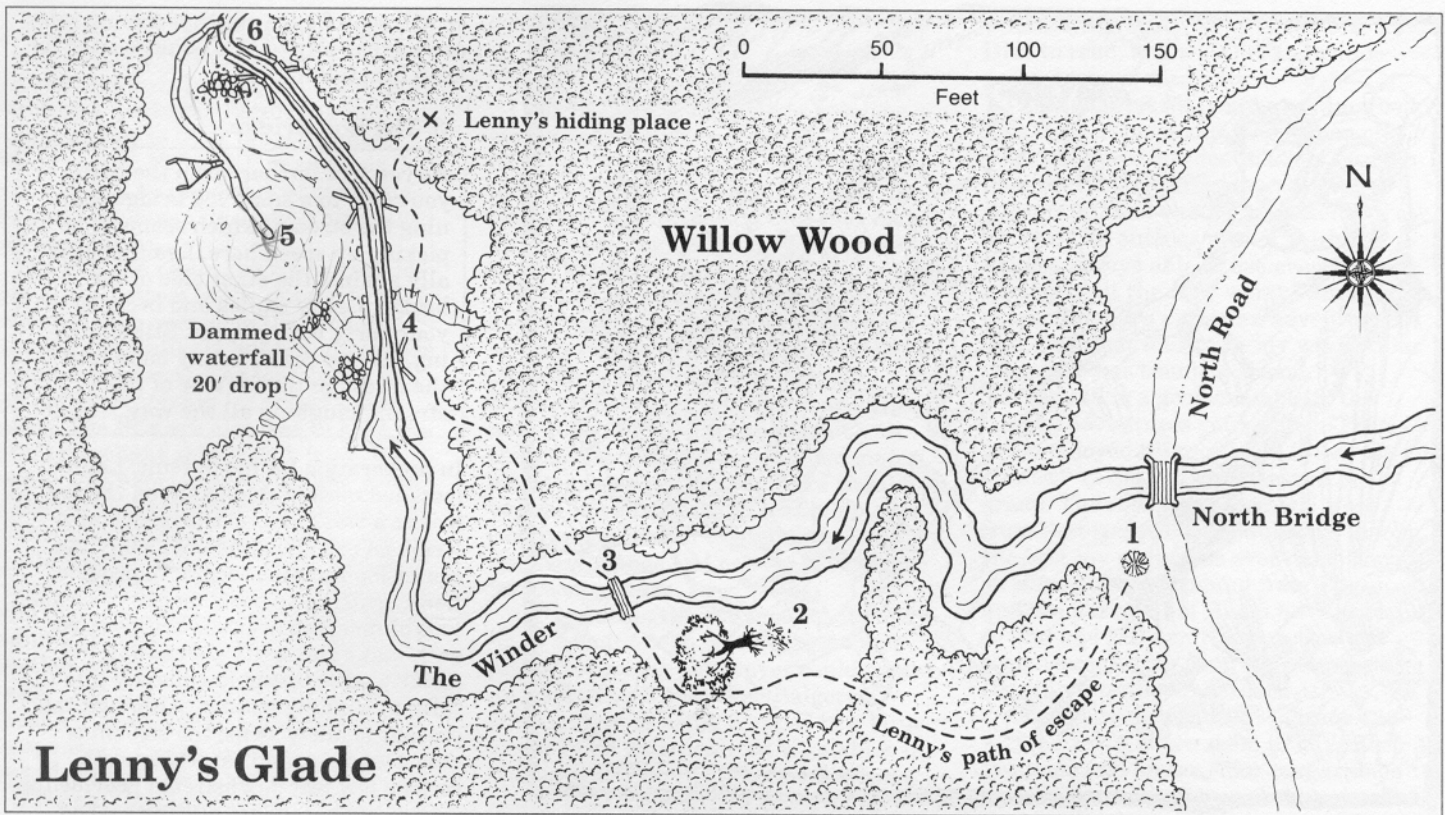 6
0 50 100 150
Feet
Lenny's hiding place
N
Willow Wood
5
North Road
4
Dammed
waterfall
20' drop
North Bridge
1
3
2
The Winder
Lenny's path of escape
Lenny's Glade